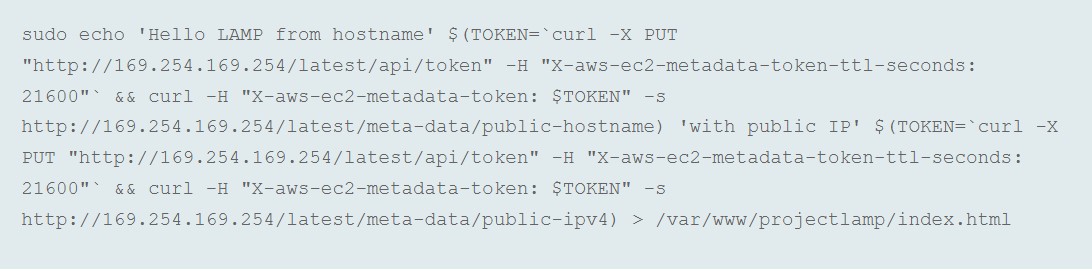 sudo echo 'Hello LAMP from hostname' $(TOKEN=`curl -X PUT
"http://169.254.169.254/latest/api/token" -H "X-aws-ec2-metadata-token-ttl-seconds:
21600"` && curl -H "X-aws-ec2-metadata-token: $TOKEN" -s
http://169.254.169.254/latest/meta-data/public-hostname) 'with public IP' $(TOKEN=`curl -X
PUT "http://169.254.169.254/latest/api/token" -H "X-aws-ec2-metadata-token-ttl-seconds:
21600"` && curl -H "X-aws-ec2-metadata-token: $TOKEN" -s
http://169.254.169.254/latest/meta-data/public-ipv4) > /var/www/projectlamp/index.html